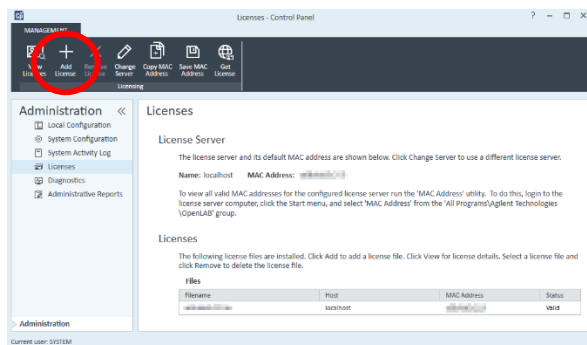 Licenses - Control Panel
? – □ ×
MANAGEMENT
View Licenses
Add License
Remove License
Change Server
Copy MAC Address
Save MAC Address
Get License
Licensing
Administration «
Local Configuration
System Configuration
System Activity Log
Licenses
Diagnostics
Administrative Reports
Administration
Licenses
License Server
The license server and its default MAC address are shown below. Click Change Server to use a different license server.
Name: localhost MAC Address:
To view all valid MAC addresses for the configured license server run the 'MAC Address' utility. To do this, login to the
license server computer, click the Start menu, and select 'MAC Address' from the 'All Programs\Agilent Technologies
\OpenLAB' group.
Licenses
The following license files are installed. Click Add to add a license file. Click View for license details. Select a license file and
click Remove to delete the license file.
Files
Filename Host MAC Address Status
localhost Valid
Current user: SYSTEM